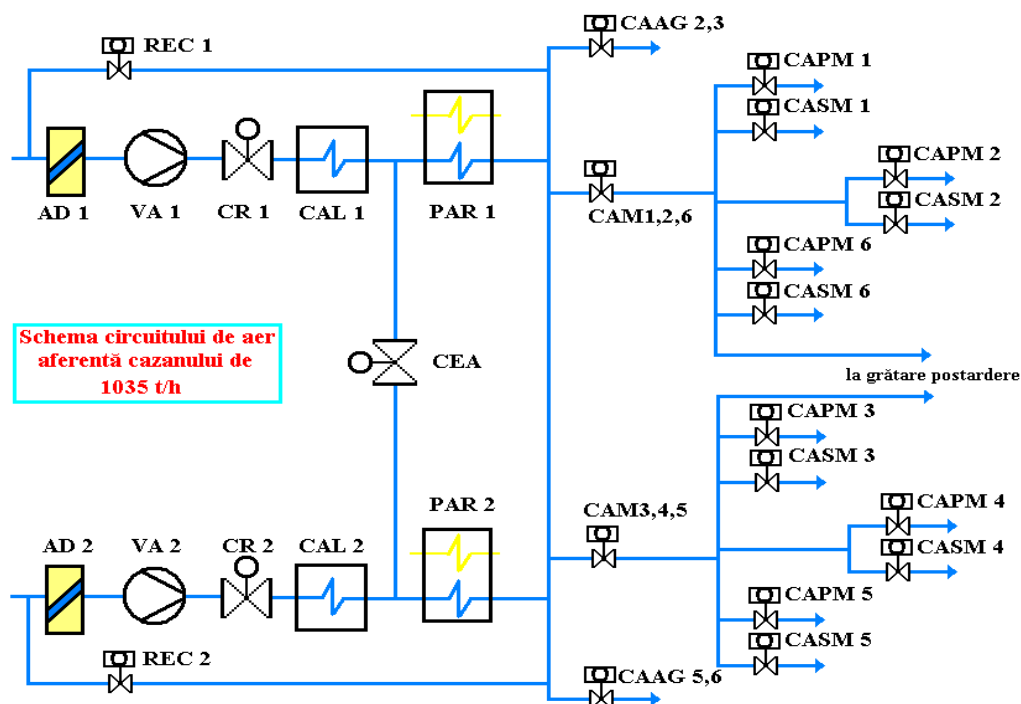 REC 1
CAAG 2,3
CAPM 1
CASM 1
CAPM 2
CASM 2
AD 1
VA 1
CR 1
CAL 1
PAR 1
CAM1,2,6
CAPM 6
CASM 6
Schema circuitului de aer
aferentă cazanului de
1035 t/h
CEA
la grătare postardere
CAPM 3
CASM 3
PAR 2
CAM3,4,5
CAPM 4
CASM 4
AD 2
VA 2
CR 2
CAL 2
CAPM 5
CASM 5
REC 2
CAAG 5,6